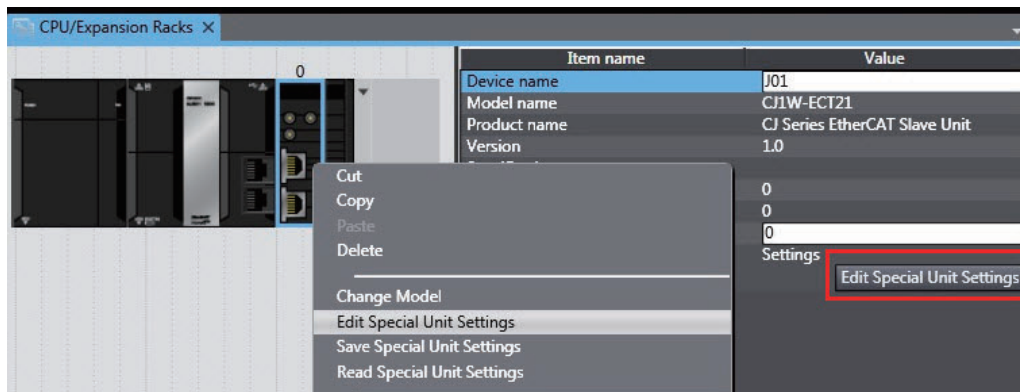 CPU/Expansion Racks
0
Item name Value
Device name J01
Model name CJ1W-ECT21
Product name CJ Series EtherCAT Slave Unit
Version 1.0
0
0
0
Settings
Edit Special Unit Settings
Cut
Copy
Paste
Delete
Change Model
Edit Special Unit Settings
Save Special Unit Settings
Read Special Unit Settings